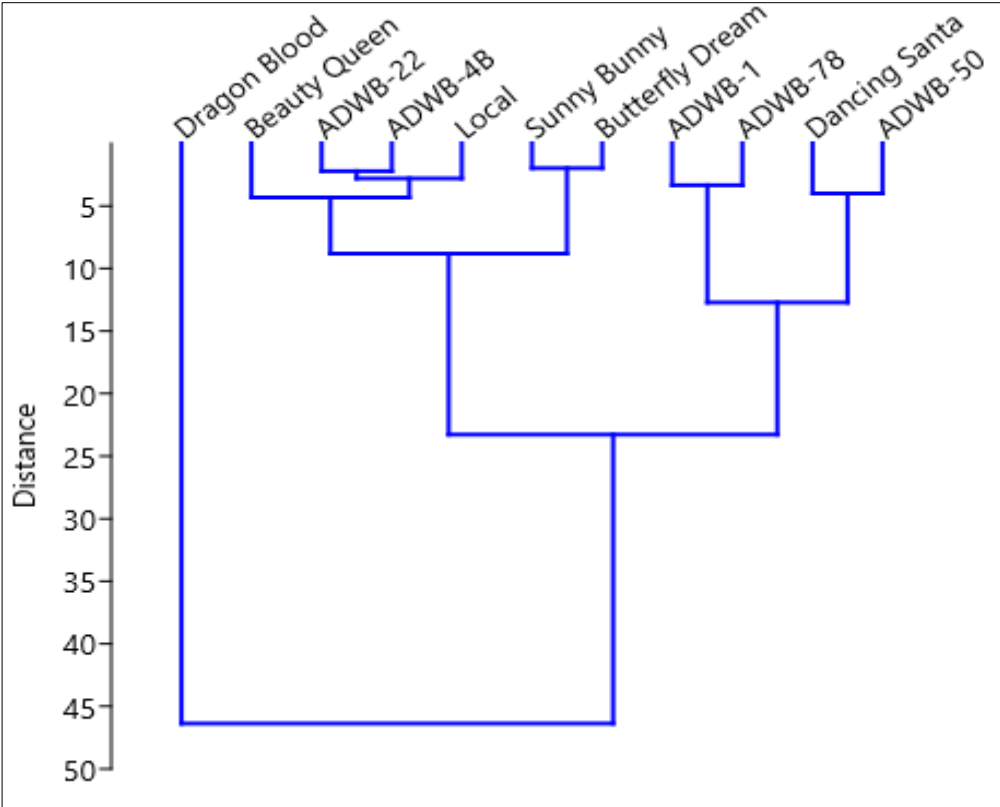 Dragon Blood
Beauty Queen
ADWB-22
ADWB-4B
Local
Sunny Bunny
Butterfly Dream
ADWB-1
ADWB-78
Dancing Santa
ADWB-50
5
10
15
20
25
30
35
40
45
50
Distance